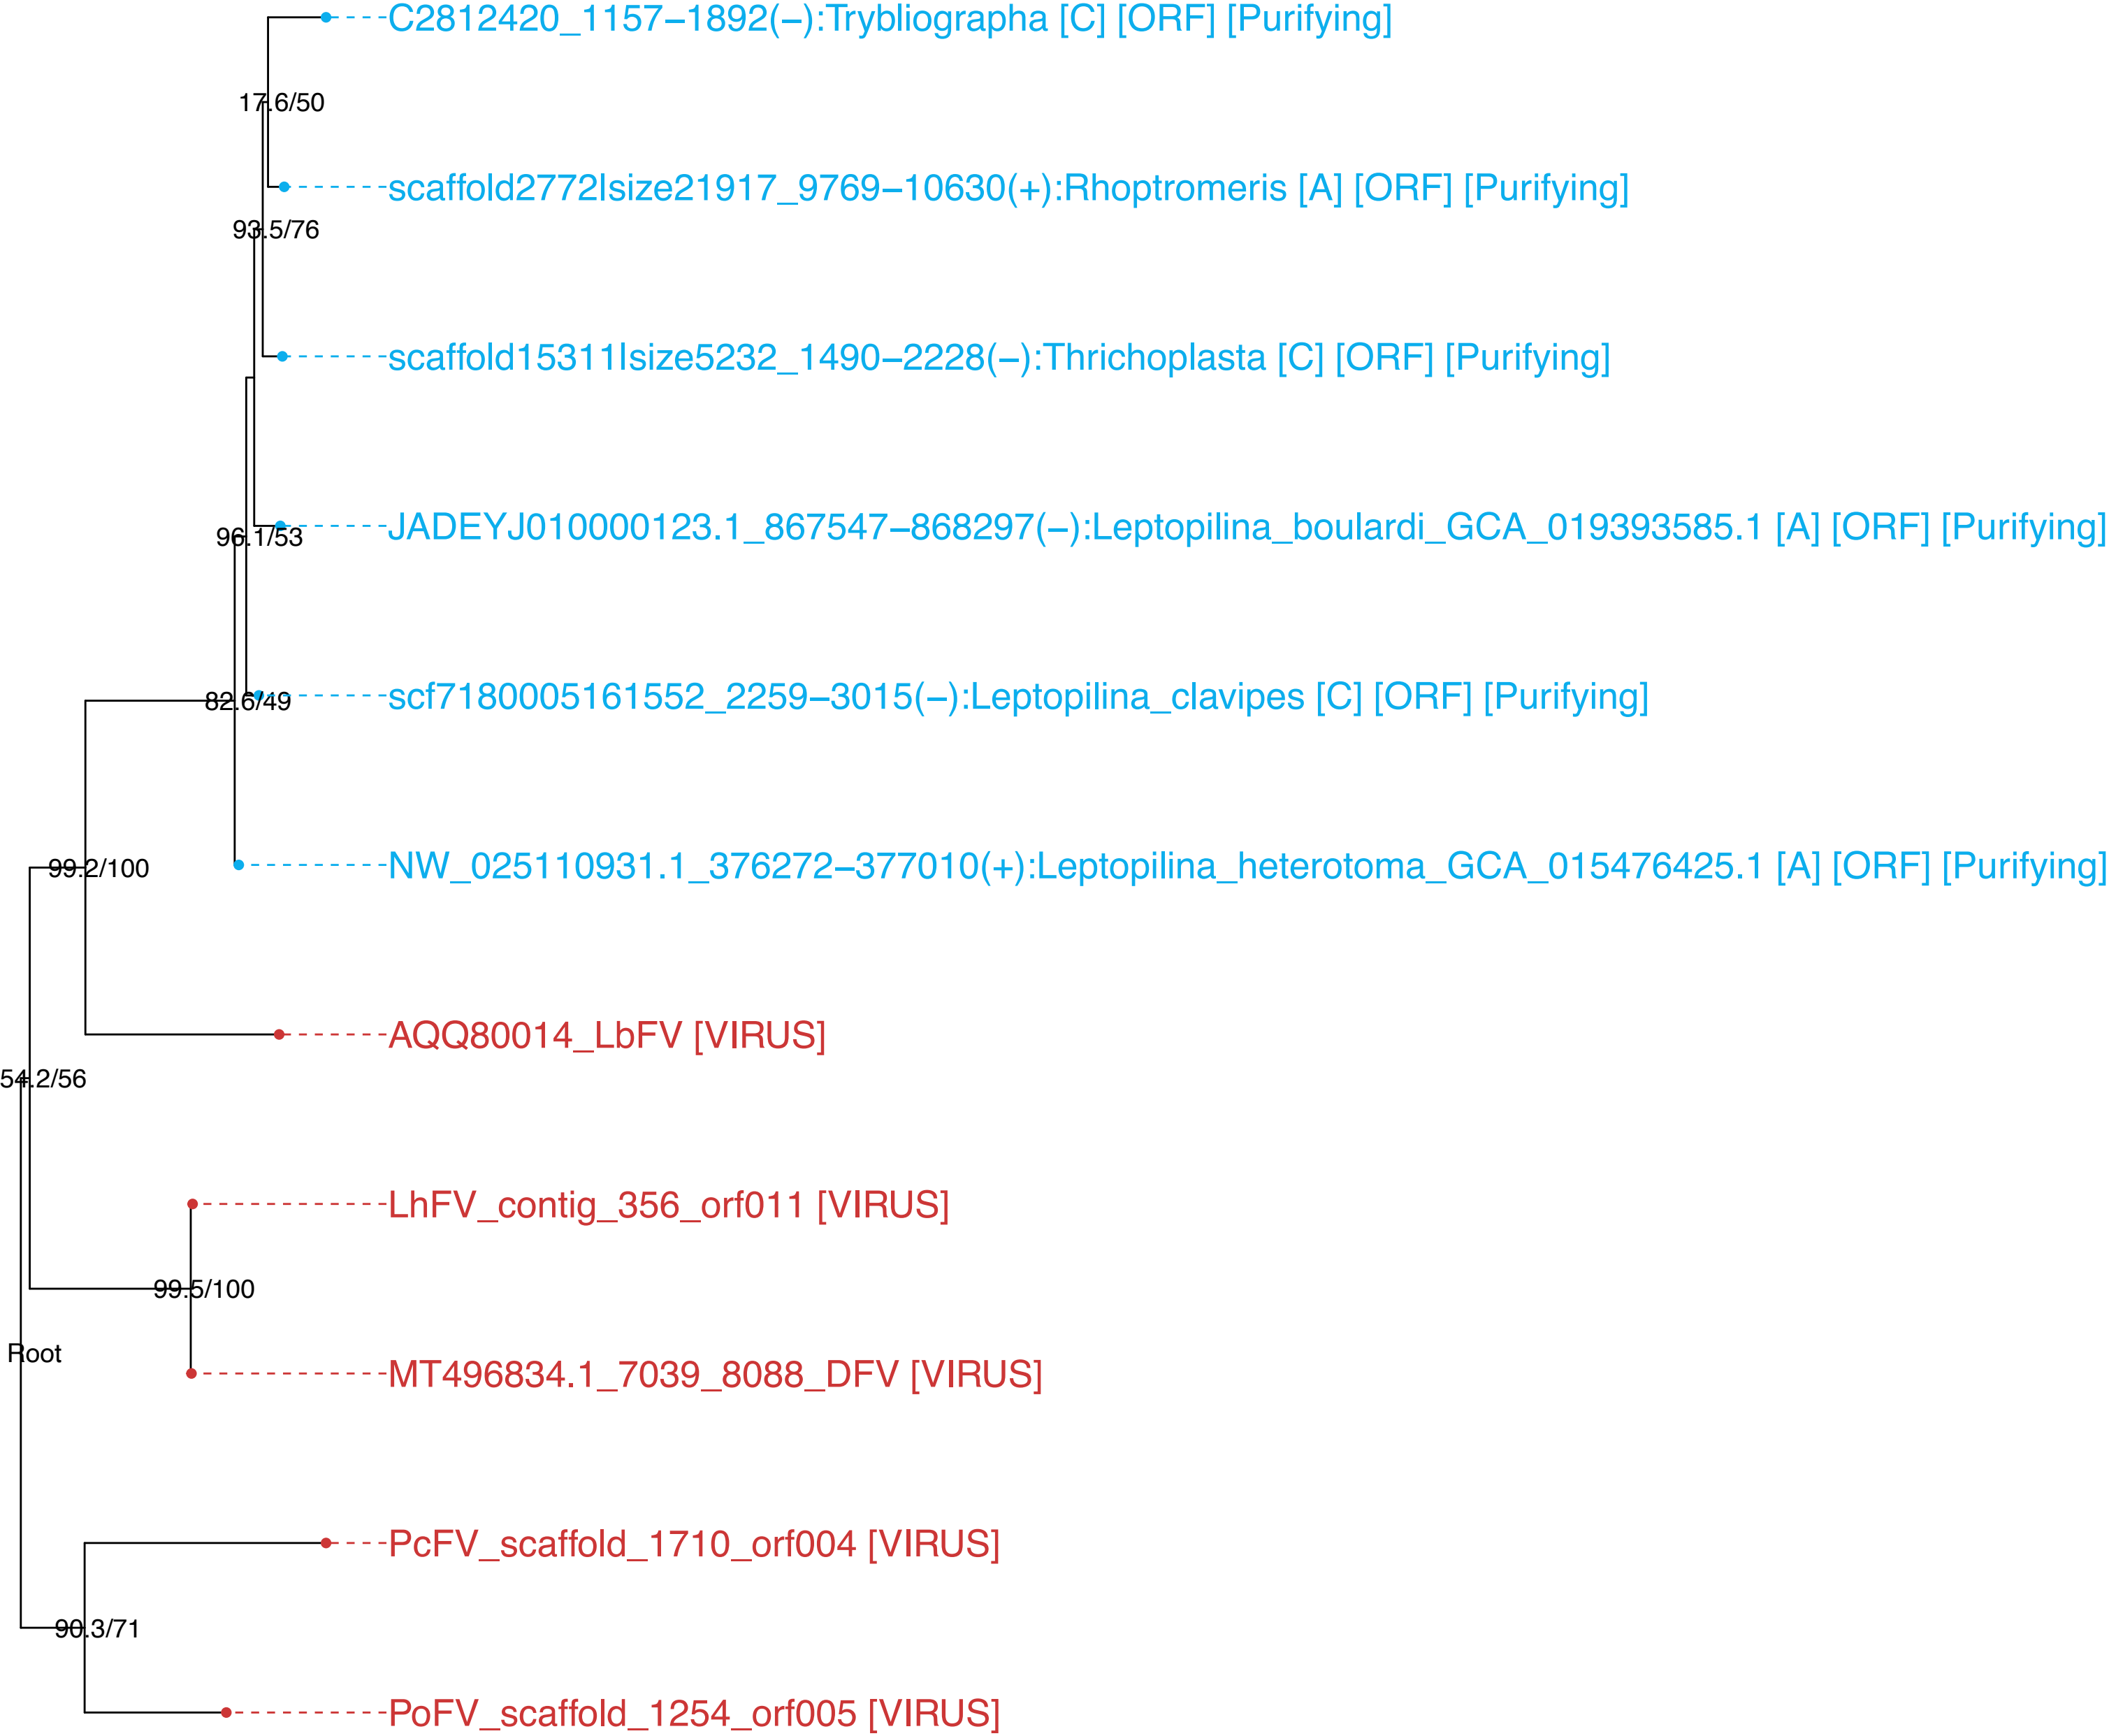 C2812420_1157−1892(−):Trybliographa [C] [ORF] [Purifying]
17.6/50
scaffold2772lsize21917_9769−10630(+):Rhoptromeris [A] [ORF] [Purifying]
93.5/76
scaffold15311lsize5232_1490−2228(−):Thrichoplasta [C] [ORF] [Purifying]
JADEYJ010000123.1_867547−868297(−):Leptopilina_boulardi_GCA_019393585.1 [A] [ORF] [Purifying]
96.1/53
scf7180005161552_2259−3015(−):Leptopilina_clavipes [C] [ORF] [Purifying]
82.6/49
NW_025110931.1_376272−377010(+):Leptopilina_heterotoma_GCA_015476425.1 [A] [ORF] [Purifying]
99.2/100
AQQ80014_LbFV [VIRUS]
54.2/56
LhFV_contig_356_orf011 [VIRUS]
99.5/100
Root
MT496834.1_7039_8088_DFV [VIRUS]
PcFV_scaffold_1710_orf004 [VIRUS]
90.3/71
PoFV_scaffold_1254_orf005 [VIRUS]